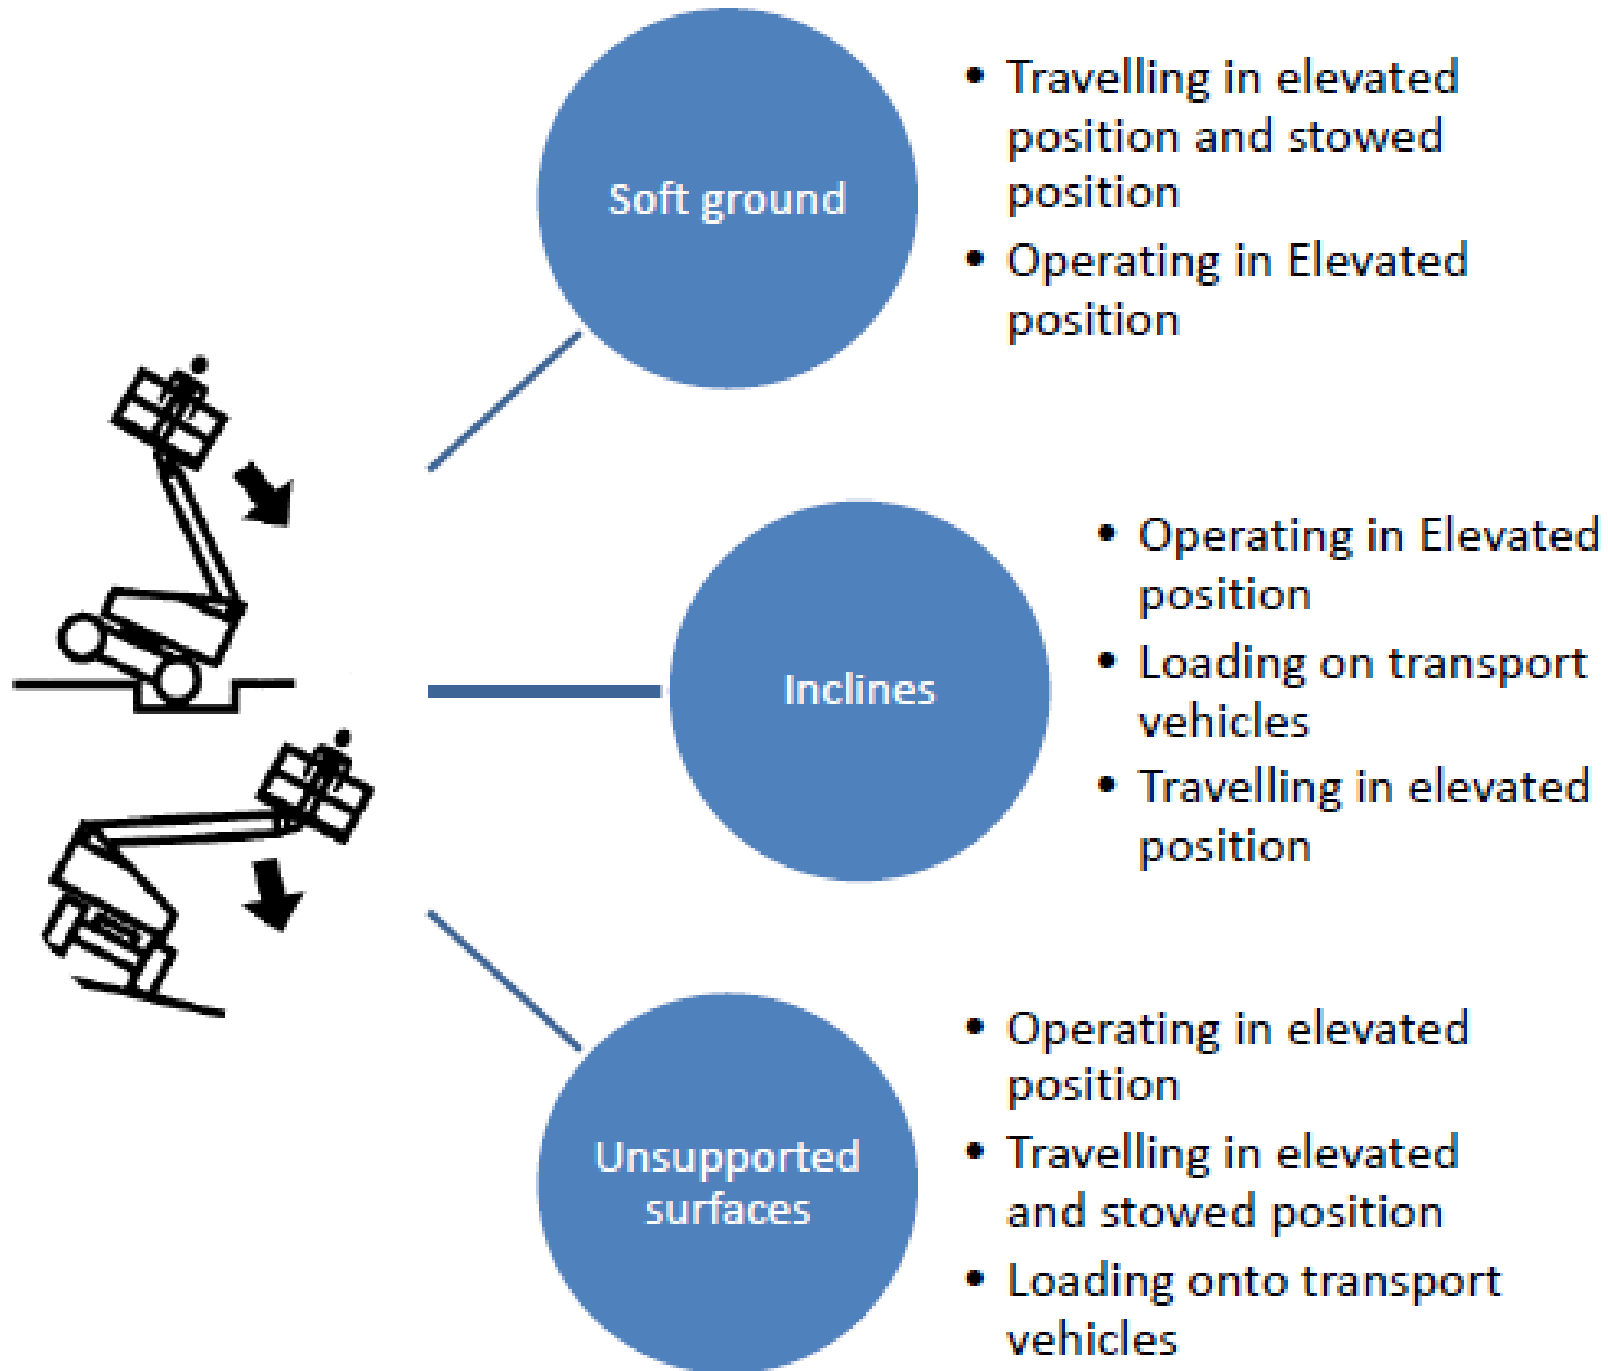 Soft ground
• Travelling in elevated
position and stowed
position
• Operating in Elevated
position
Inclines
• Operating in Elevated
position
• Loading on transport
vehicles
• Travelling in elevated
position
Unsupported
surfaces
• Operating in elevated
position
• Travelling in elevated
and stowed position
• Loading onto transport
vehicles